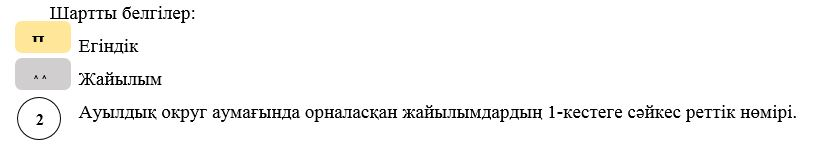 Шартты белгілер:
П Егіндік
^ ^ Жайылым
2 Ауылдық округ аумағында орналасқан жайылымдардың 1-кестеге сәйкес реттік нөмірі.